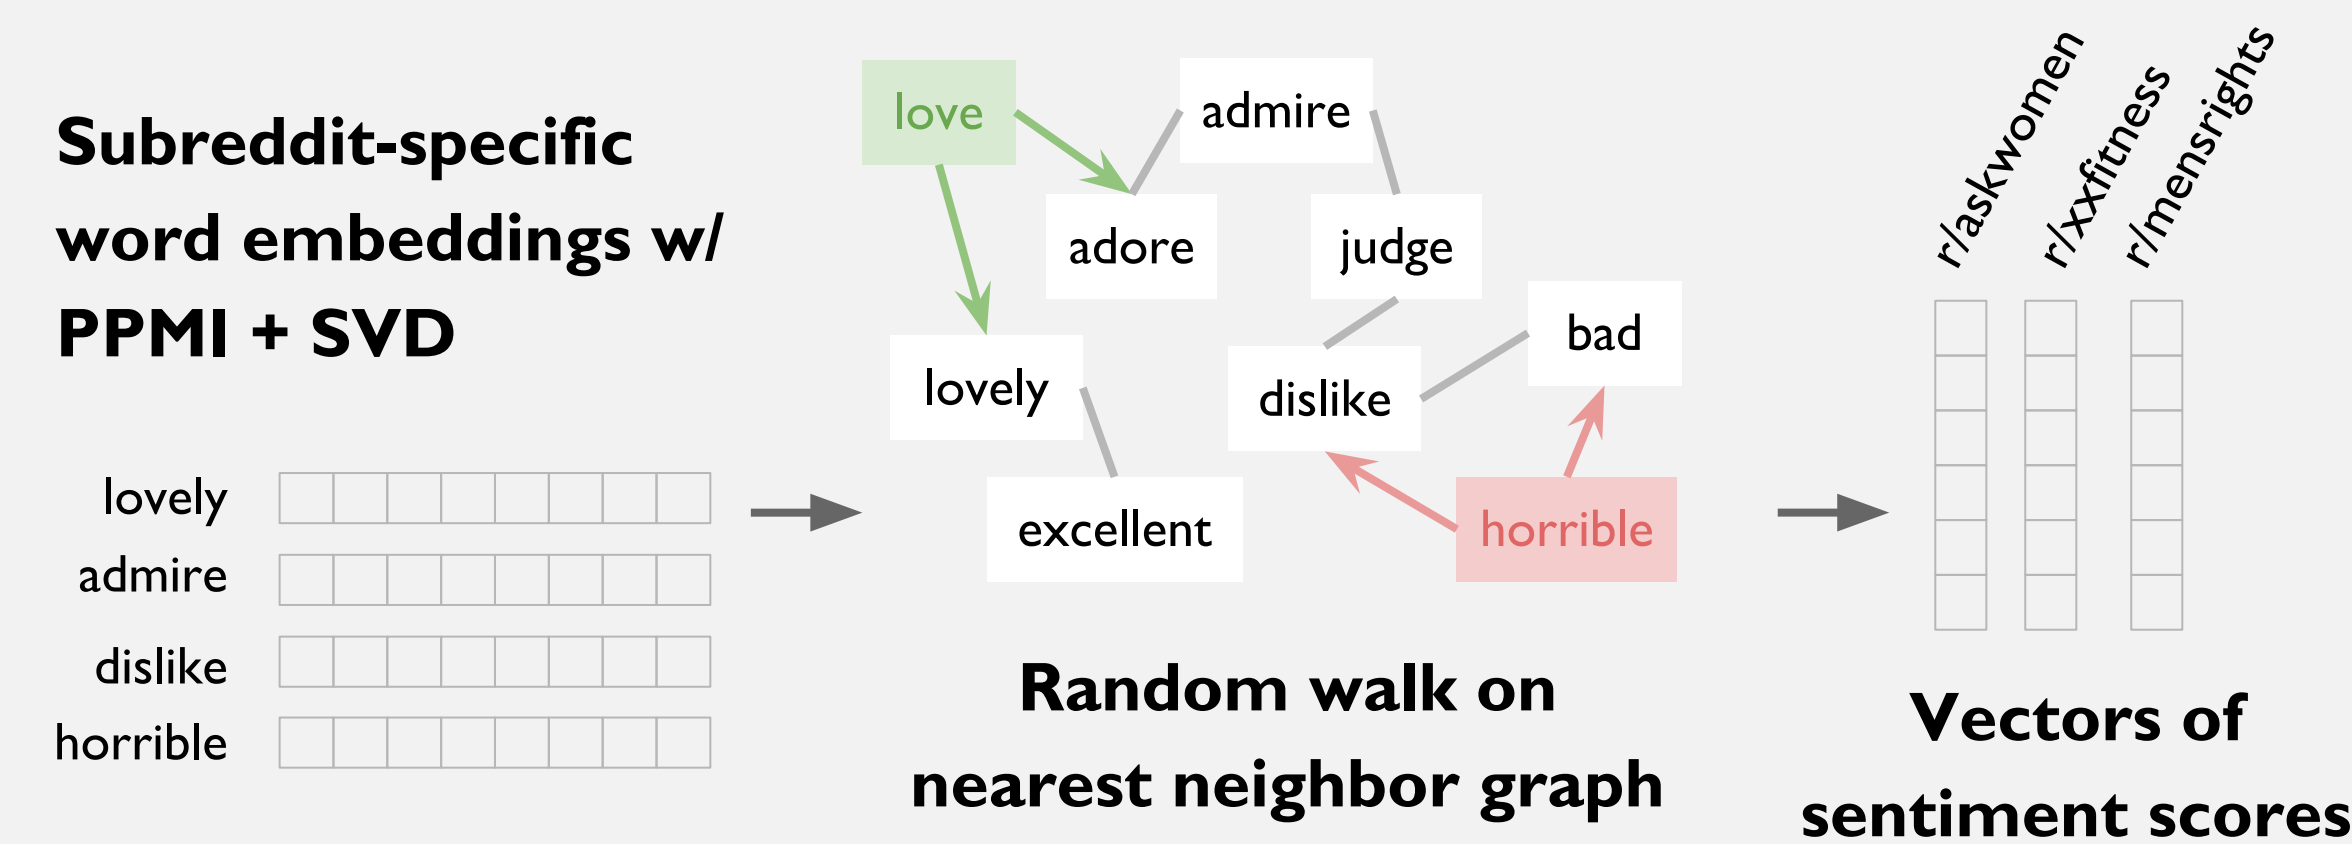 Subreddit-specific
word embeddings w/
PPMI + SVD
lovely
admire
dislike
horrible
love
admire
adore
judge
bad
lovely
dislike
excellent
horrible
Random walk on
nearest neighbor graph
r/askwomen
r/xxfitness
r/mensrights
Vectors of
sentiment scores